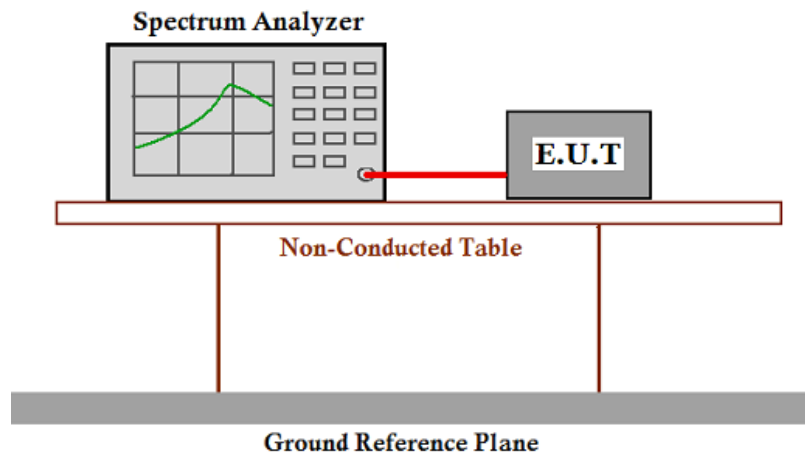 Spectrum Analyzer
E.U.T
Non-Conducted Table
Ground Reference Plane